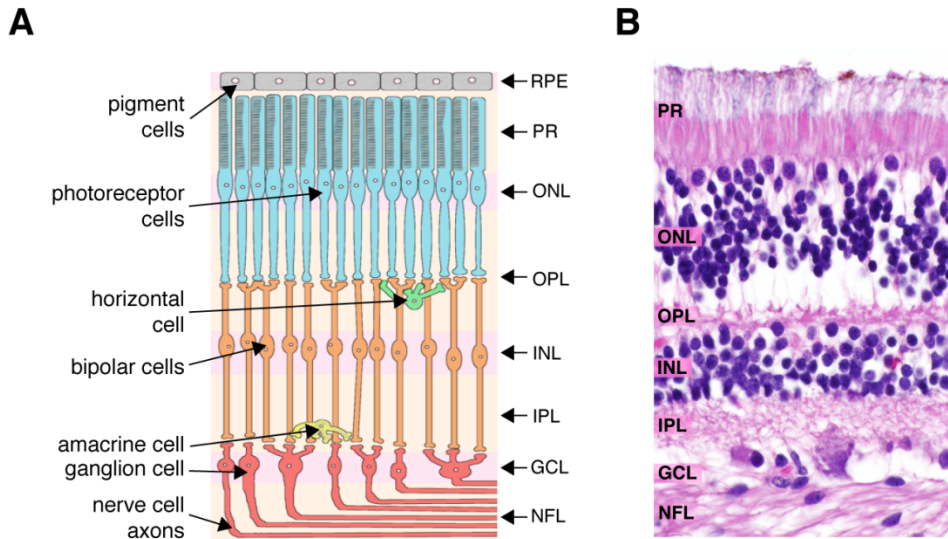 A
B
pigment
cells
photoreceptor
cells
horizontal
cell
bipolar cells
amacrine cell
ganglion cell
nerve cell
axons
RPE
PR
ONL
OPL
INL
IPL
GCL
NFL
PR
ONL
OPL
INL
IPL
GCL
NFL